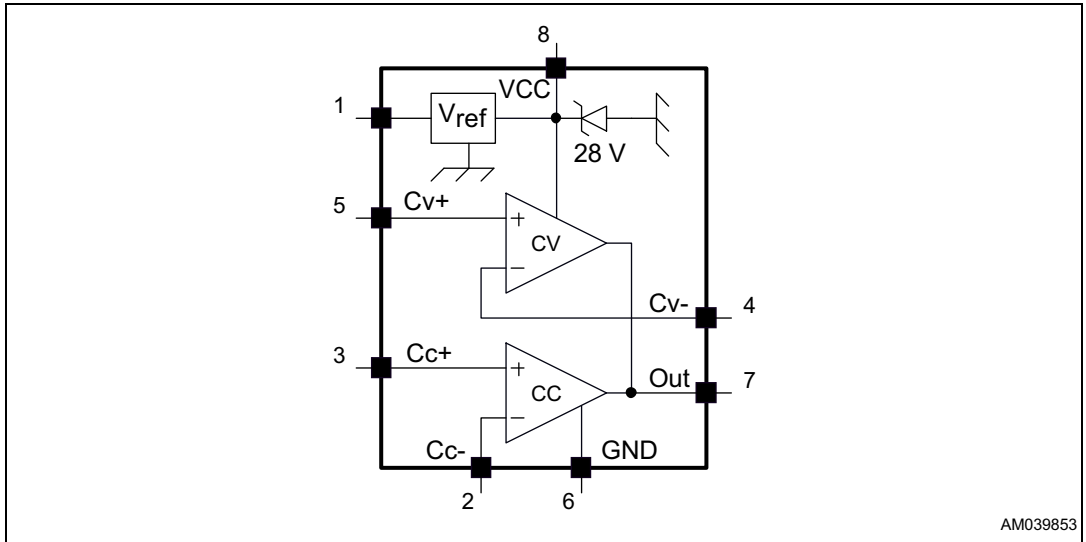 8
VCC
1
Vref
28 V
5
Cv+
+
CV
−
Cv-
4
3
Cc+
+
CC
−
Out
7
Cc-
GND
2
6
AM039853